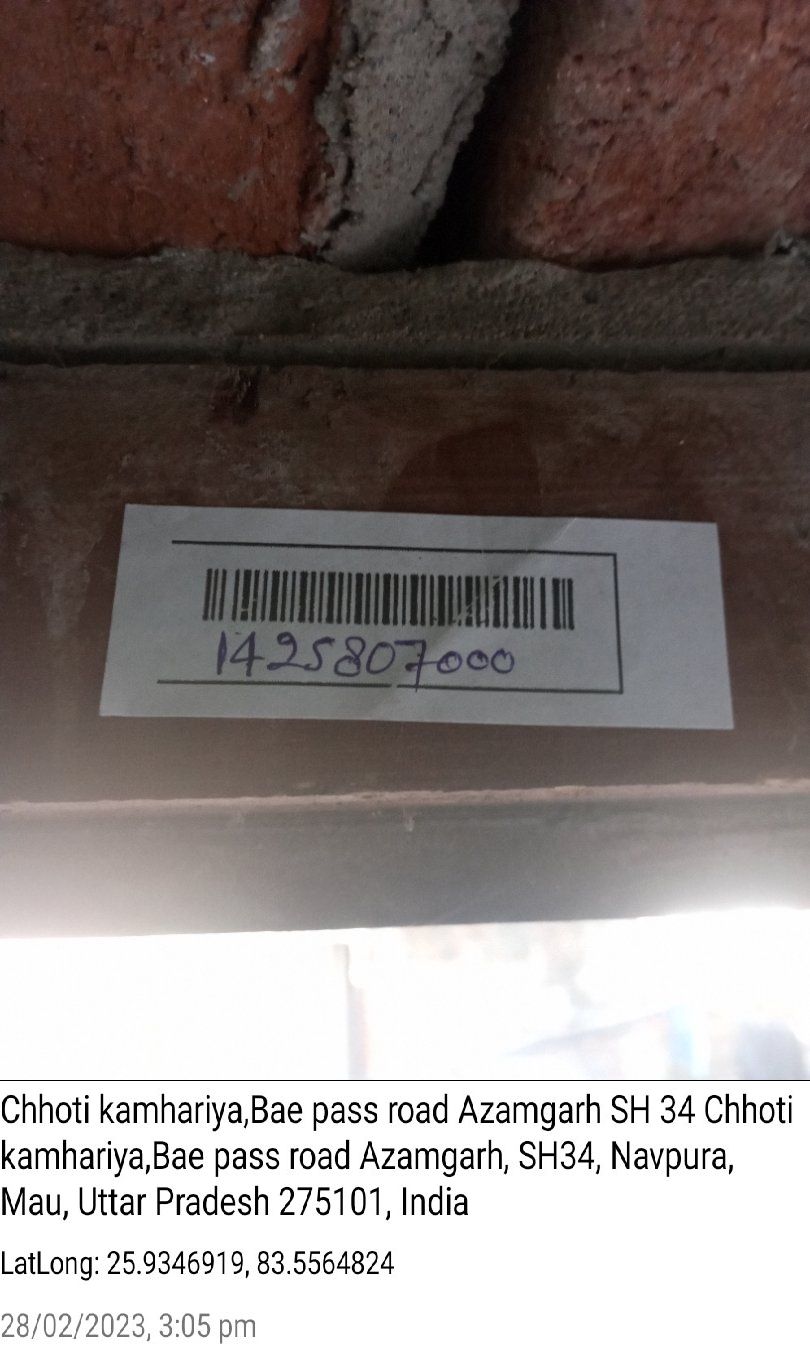 1425807000
Chhoti kamhariya,Bae pass road Azamgarh SH 34 Chhoti
kamhariya,Bae pass road Azamgarh, SH34, Navpura,
Mau, Uttar Pradesh 275101, India
LatLong: 25.9346919, 83.5564824
28/02/2023, 3:05 pm